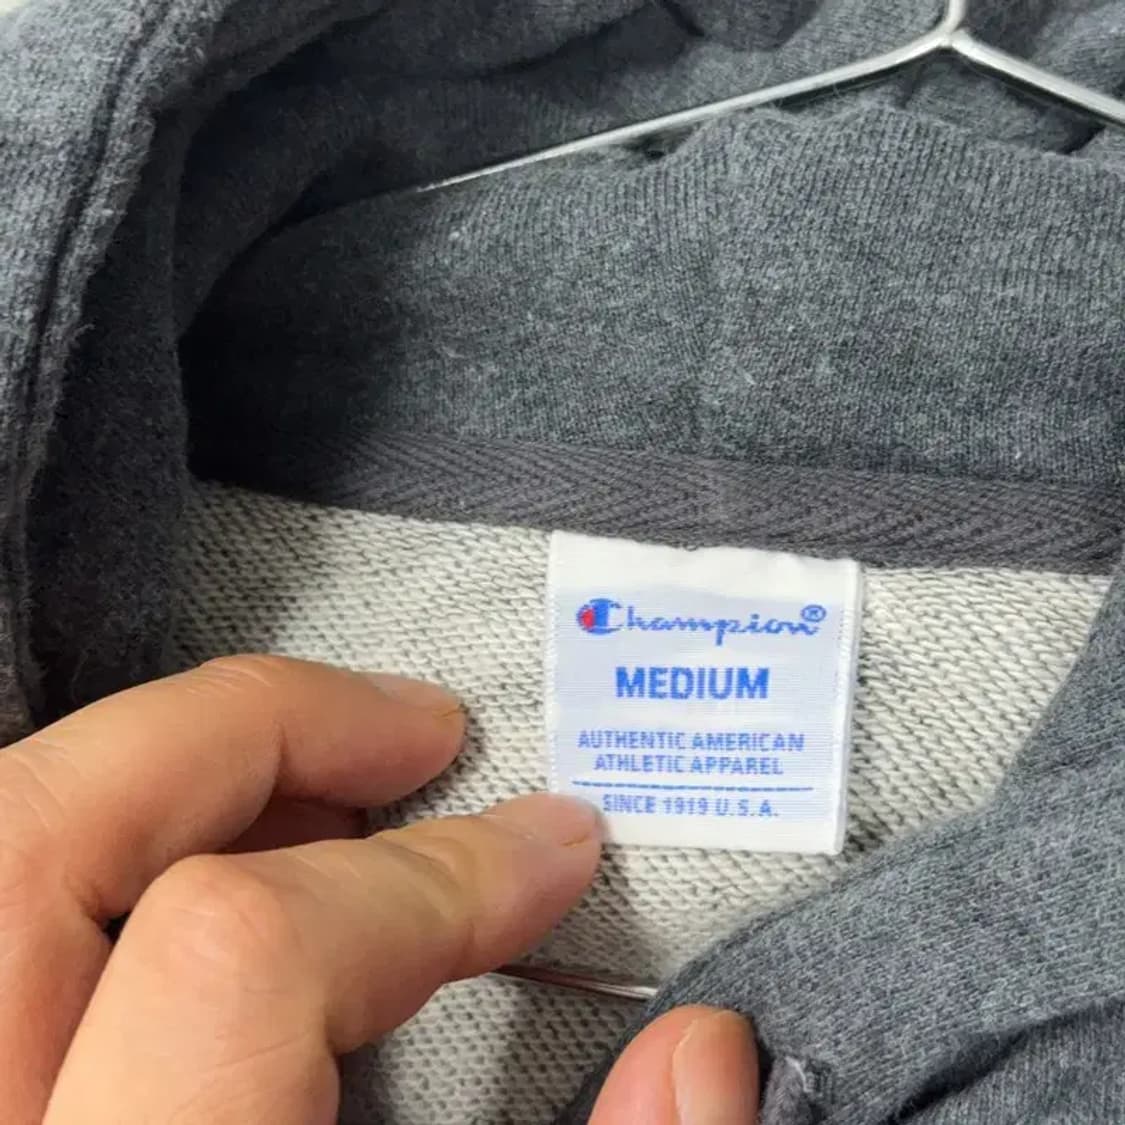 Champion®
MEDIUM
AUTHENTIC AMERICAN
ATHLETIC APPAREL
SINCE 1919 U.S.A.